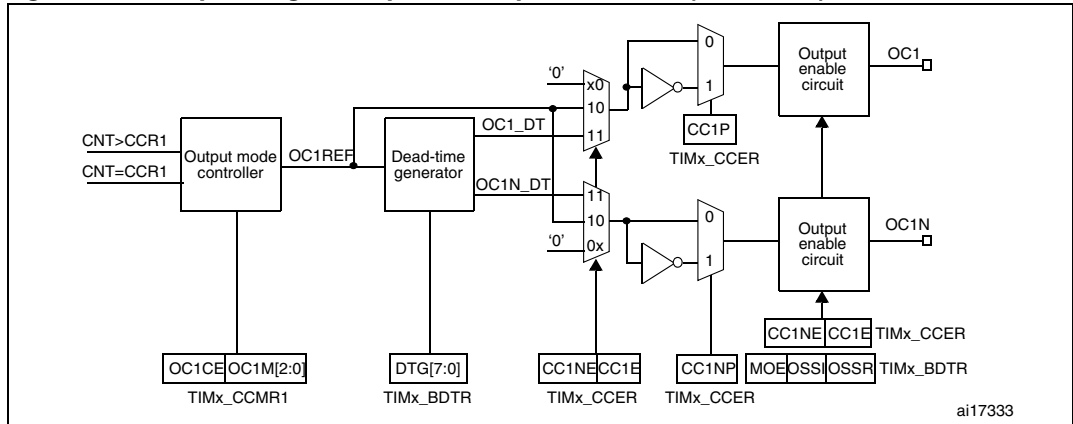 0
'0'
x0
1
10
11
CC1P
TIMx_CCER
Output
enable
circuit
OC1
CNT>CCR1
CNT=CCR1
Output mode
controller
OC1REF
Dead-time
generator
OC1_DT
OC1N_DT
11
10
'0'
0x
0
1
Output
enable
circuit
OC1N
CC1NE CC1E TIMx_CCER
OC1CE OC1M[2:0]
TIMx_CCMR1
DTG[7:0]
TIMx_BDTR
CC1NE CC1E
TIMx_CCER
CC1NP
TIMx_CCER
MOE OSSI OSSR TIMx_BDTR
ai17333